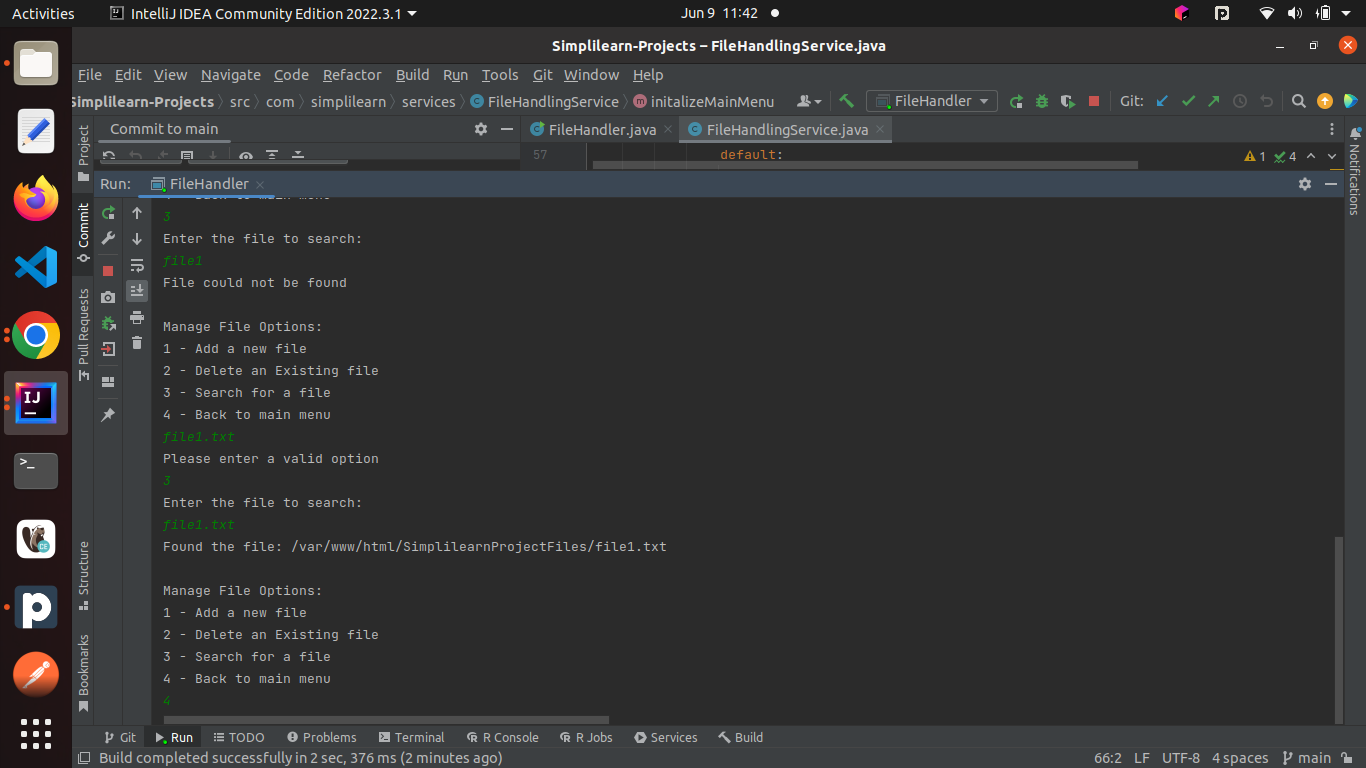 Activities IntelliJ IDEA Community Edition 2022.3.1 Jun 9 11:42
Simplilearn-Projects – FileHandlingService.java
File Edit View Navigate Code Refactor Build Run Tools Git Window Help
Simplilearn-Projects src com simplilearn services FileHandlingService initalizeMainMenu FileHandler Git:
Project
Commit to main
FileHandler.java FileHandlingService.java
57 default: 1 4
Notifications
Run: FileHandler
Commit
Pull Requests
Structure
Bookmarks
3
Enter the file to search:
file1
File could not be found
Manage File Options:
1 - Add a new file
2 - Delete an Existing file
3 - Search for a file
4 - Back to main menu
file1.txt
Please enter a valid option
3
Enter the file to search:
file1.txt
Found the file: /var/www/html/SimplilearnProjectFiles/file1.txt
Manage File Options:
1 - Add a new file
2 - Delete an Existing file
3 - Search for a file
4 - Back to main menu
4
Git Run TODO Problems Terminal R Console R Jobs Services Build
Build completed successfully in 2 sec, 376 ms (2 minutes ago) 66:2 LF UTF-8 4 spaces main